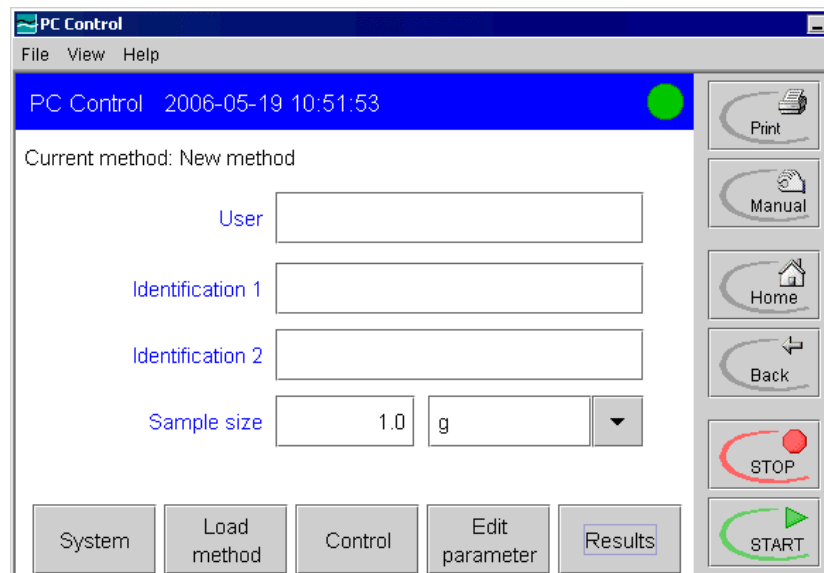 PC Control
File View Help
PC Control 2006-05-19 10:51:53
Current method: New method
User
Identification 1
Identification 2
Sample size 1.0 g
System
Load
method
Control
Edit
parameter
Results
Print
Manual
Home
Back
STOP
START